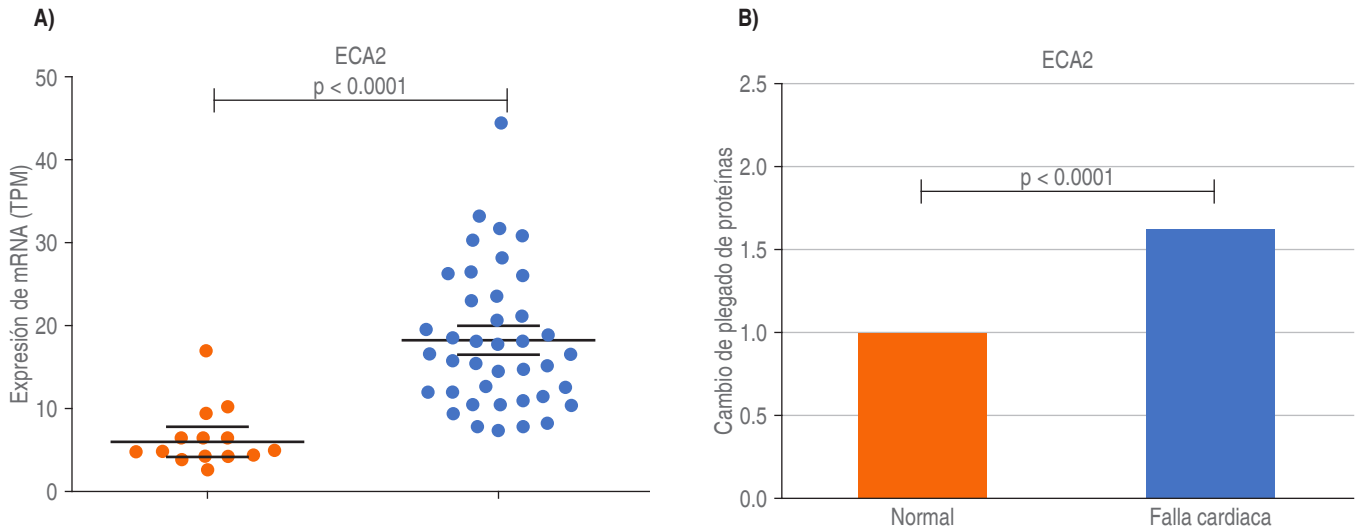 A)
ECA2
p < 0.0001
Expresión de mRNA (TPM)
50
40
30
20
10
0
B)
ECA2
p < 0.0001
Cambio de plegado de proteínas
2.5
2.0
1.5
1.0
0.5
0.0
Normal
Falla cardiaca